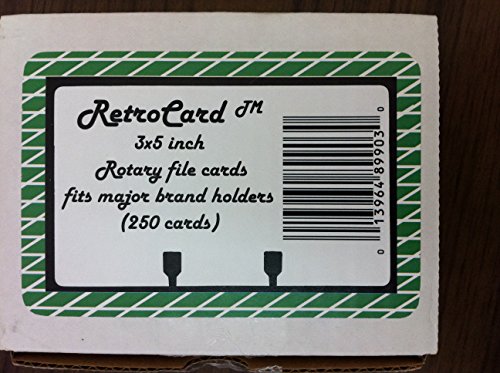 RetroCard TM
3x5 inch
Rotary file cards
fits major brand holders
(250 cards)
0 13964 89903 0